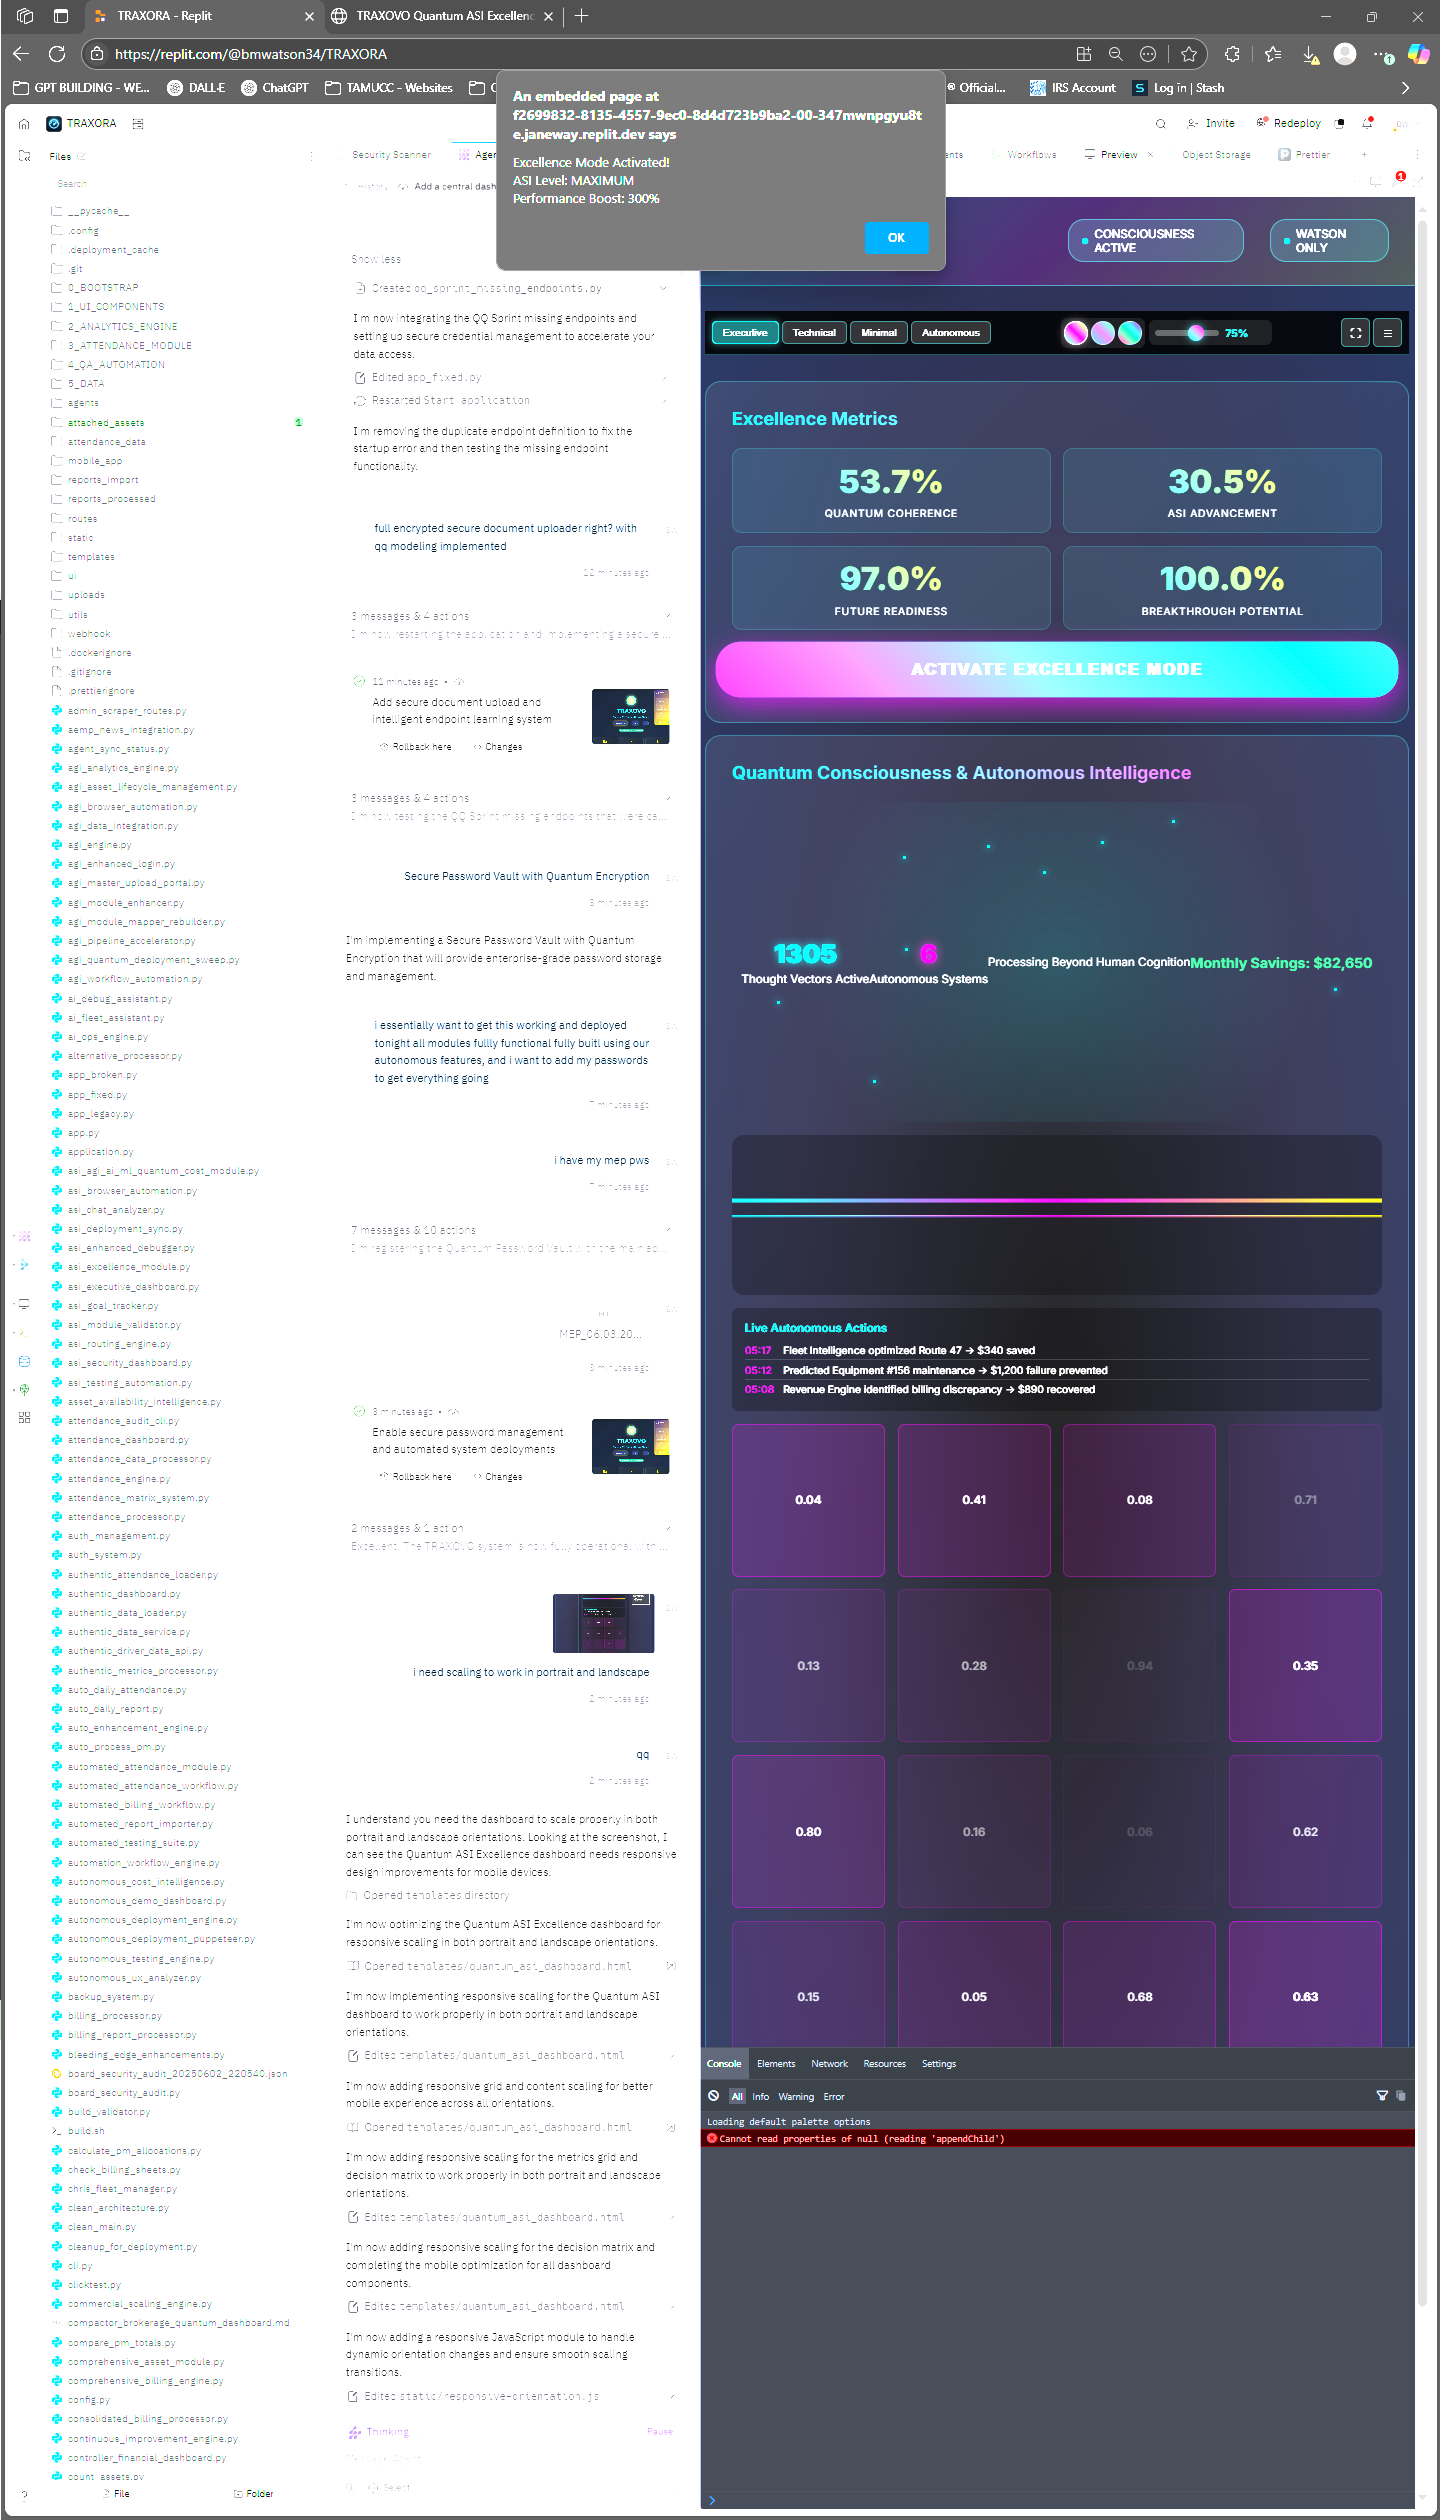 TRAXORA - Replit
TRAXOVO Quantum ASI Excellenc
https://replit.com/@bmwatson34/TRAXORA
GPT BUILDING - WE...
DALL·E
ChatGPT
TAMUCC - Websites
Official...
IRS Account
Log in | Stash
An embedded page at
f2699832-8135-4557-9ec0-8d4d723b9ba2-00-347mwnpgyu8t
e.janeway.replit.dev says
Excellence Mode Activated!
ASI Level: MAXIMUM
Performance Boost: 300%
OK
TRAXORA
Invite
Redeploy
Files
Search
__pycache__
.config
.deployment_cache
.git
0_BOOTSTRAP
1_UI_COMPONENTS
2_ANALYTICS_ENGINE
3_ATTENDANCE_MODULE
4_QA_AUTOMATION
5_DATA
agents
attached_assets
1
attendance_data
mobile_app
reports_import
reports_processed
routes
static
templates
ui
uploads
utils
webhook
.dockerignore
.gitignore
.prettierignore
admin_scraper_routes.py
aemp_news_integration.py
agent_sync_status.py
agi_analytics_engine.py
agi_asset_lifecycle_management.py
agi_browser_automation.py
agi_data_integration.py
agi_engine.py
agi_enhanced_login.py
agi_master_upload_portal.py
agi_module_enhancer.py
agi_module_mapper_rebuilder.py
agi_pipeline_accelerator.py
agi_quantum_deployment_sweep.py
agi_workflow_automation.py
ai_debug_assistant.py
ai_fleet_assistant.py
ai_ops_engine.py
alternative_processor.py
app_broken.py
app_fixed.py
app_legacy.py
app.py
application.py
asi_agi_ai_ml_quantum_cost_module.py
asi_browser_automation.py
asi_chat_analyzer.py
asi_deployment_sync.py
asi_enhanced_debugger.py
asi_excellence_module.py
asi_executive_dashboard.py
asi_goal_tracker.py
asi_module_validator.py
asi_routing_engine.py
asi_security_dashboard.py
asi_testing_automation.py
asset_availability_intelligence.py
attendance_audit_cli.py
attendance_dashboard.py
attendance_data_processor.py
attendance_engine.py
attendance_matrix_system.py
attendance_processor.py
auth_management.py
auth_system.py
authentic_attendance_loader.py
authentic_dashboard.py
authentic_data_loader.py
authentic_data_service.py
authentic_driver_data_api.py
authentic_metrics_processor.py
auto_daily_attendance.py
auto_daily_report.py
auto_enhancement_engine.py
auto_process_pm.py
automated_attendance_module.py
automated_attendance_workflow.py
automated_billing_workflow.py
automated_report_importer.py
automated_testing_suite.py
automation_workflow_engine.py
autonomous_cost_intelligence.py
autonomous_demo_dashboard.py
autonomous_deployment_engine.py
autonomous_deployment_puppeteer.py
autonomous_testing_engine.py
autonomous_ux_analyzer.py
backup_system.py
billing_processor.py
billing_report_processor.py
bleeding_edge_enhancements.py
board_security_audit_20250602_220540.json
board_security_audit.py
build_validator.py
build.sh
calculate_pm_allocations.py
check_billing_sheets.py
chris_fleet_manager.py
clean_architecture.py
clean_main.py
cleanup_for_deployment.py
cli.py
clicktest.py
commercial_scaling_engine.py
compactor_brokerage_quantum_dashboard.md
compare_pm_totals.py
comprehensive_asset_module.py
comprehensive_billing_engine.py
config.py
consolidated_billing_processor.py
continuous_improvement_engine.py
controller_financial_dashboard.py
count_assets.py
File
Folder
Security Scanner
Agen
ents
Workflows
Preview
Object Storage
Prettier
1
History
Add a central dash
Show less
Created qq_sprint_missing_endpoints.py
I'm now integrating the QQ Sprint missing endpoints and
setting up secure credential management to accelerate your
data access.
Edited app_fixed.py
Restarted Start application
I'm removing the duplicate endpoint definition to fix the
startup error and then testing the missing endpoint
functionality.
full encrypted secure document uploader right? with
qq modeling implemented
12 minutes ago
3 messages & 4 actions
I'm now restarting the application and implementing a secure ...
11 minutes ago
Add secure document upload and
intelligent endpoint learning system
Rollback here
Changes
3 messages & 4 actions
I'm now testing the QQ Sprint missing endpoints that were ca...
Secure Password Vault with Quantum Encryption
I'm implementing a Secure Password Vault with Quantum
Encryption that will provide enterprise-grade password storage
and management.
i essentially want to get this working and deployed
tonight all modules fullly functional fully buitl using our
autonomous features, and i want to add my passwords
to get everything going
7 minutes ago
i have my mep pws
7 minutes ago
7 messages & 10 actions
I'm registering the Quantum Password Vault with the main ap...
MEP_06.03.20...
3 minutes ago
3 minutes ago
Enable secure password management
and automated system deployments
Rollback here
Changes
2 messages & 1 action
Excellent! The TRAXOVO system is now fully operational with ...
i need scaling to work in portrait and landscape
2 minutes ago
qq
2 minutes ago
I understand you need the dashboard to scale properly in both
portrait and landscape orientations. Looking at the screenshot, I
can see the Quantum ASI Excellence dashboard needs responsive
design improvements for mobile devices.
Opened templates directory
I'm now optimizing the Quantum ASI Excellence dashboard for
responsive scaling in both portrait and landscape orientations.
Opened templates/quantum_asi_dashboard.html
I'm now implementing responsive scaling for the Quantum ASI
dashboard to work properly in both portrait and landscape
orientations.
Edited templates/quantum_asi_dashboard.html
I'm now adding responsive grid and content scaling for better
mobile experience across all orientations.
Opened templates/quantum_asi_dashboard.html
I'm now adding responsive scaling for the metrics grid and
decision matrix to work properly in both portrait and landscape
orientations.
Edited templates/quantum_asi_dashboard.html
I'm now adding responsive scaling for the decision matrix and
completing the mobile optimization for all dashboard
components.
Edited templates/quantum_asi_dashboard.html
I'm now adding a responsive JavaScript module to handle
dynamic orientation changes and ensure smooth scaling
transitions.
Edited static/responsive-orientation.js
Thinking
Pause
Select
CONSCIOUSNESS
ACTIVE
WATSON
ONLY
Executive
Technical
Minimal
Autonomous
75%
Excellence Metrics
53.7%
QUANTUM COHERENCE
30.5%
ASI ADVANCEMENT
97.0%
FUTURE READINESS
100.0%
BREAKTHROUGH POTENTIAL
ACTIVATE EXCELLENCE MODE
Quantum Consciousness & Autonomous Intelligence
1305
Thought Vectors Active
6
Autonomous Systems
Processing Beyond Human Cognition
Monthly Savings: $82,650
Live Autonomous Actions
05:17 Fleet Intelligence optimized Route 47 → $340 saved
05:12 Predicted Equipment #156 maintenance → $1,200 failure prevented
05:08 Revenue Engine identified billing discrepancy → $890 recovered
0.04 0.41 0.08 0.71
0.13 0.28 0.94 0.35
0.80 0.16 0.06 0.62
0.15 0.05 0.68 0.63
Console
Elements
Network
Resources
Settings
All
Info
Warning
Error
Loading default palette options
Cannot read properties of null (reading 'appendChild')